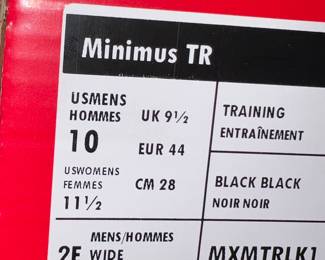 Minimus TR
USMENS
HOMMES
10
UK 9½
EUR 44
USWOMENS
FEMMES
11½
CM 28
TRAINING
ENTRAÎNEMENT
BLACK BLACK
NOIR NOIR
2E
MENS/HOMMES
WIDE
MXMTRLK1